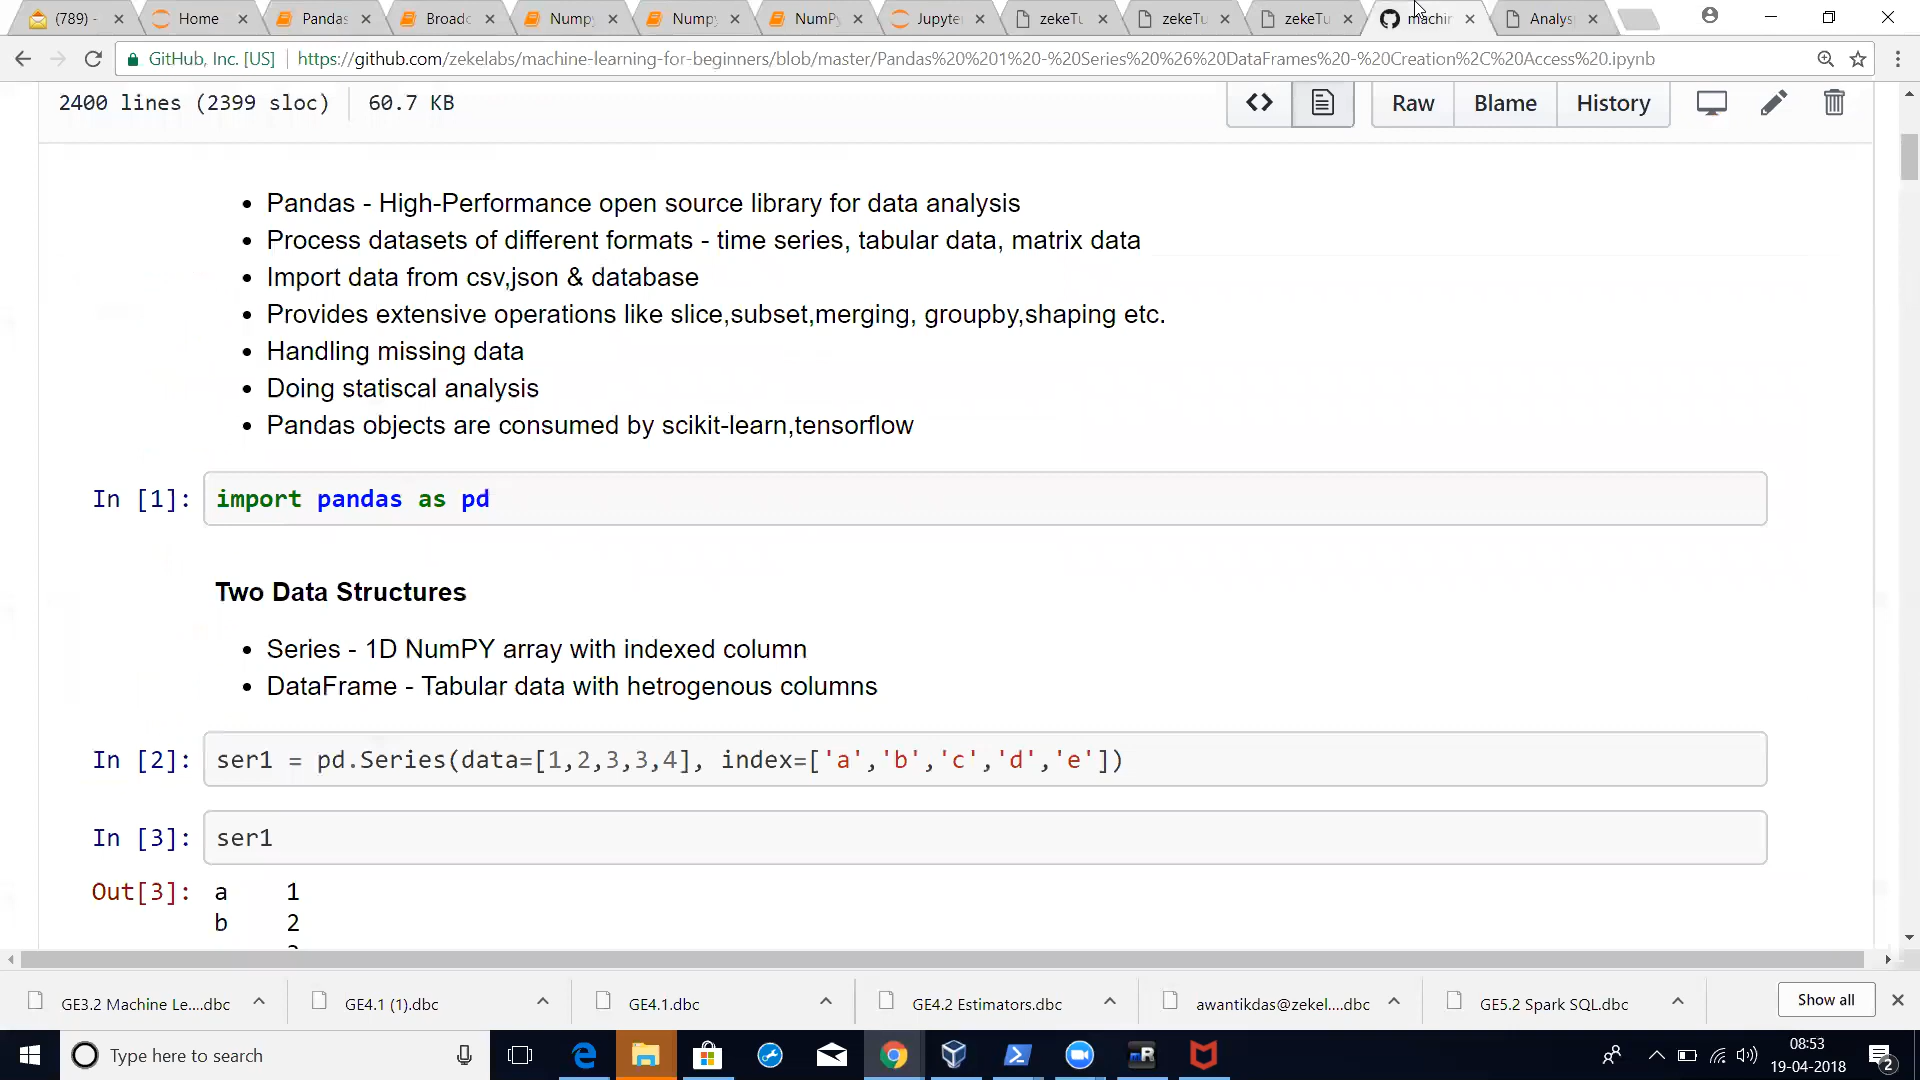 (789) -
Home
Pandas
Broadc
Numpy
Numpy
NumPy
Jupyte
zekeTu
zekeTu
zekeTu
machin
Analys
GitHub, Inc. [US] https://github.com/zekelabs/machine-learning-for-beginners/blob/master/Pandas%20%201%20-%20Series%20%26%20DataFrames%20-%20Creation%2C%20Access%20.ipynb
2400 lines (2399 sloc) 60.7 KB
Raw Blame History
• Pandas - High-Performance open source library for data analysis
• Process datasets of different formats - time series, tabular data, matrix data
• Import data from csv,json & database
• Provides extensive operations like slice,subset,merging, groupby,shaping etc.
• Handling missing data
• Doing statiscal analysis
• Pandas objects are consumed by scikit-learn,tensorflow
In [1]: import pandas as pd
Two Data Structures
• Series - 1D NumPY array with indexed column
• DataFrame - Tabular data with hetrogenous columns
In [2]: ser1 = pd.Series(data=[1,2,3,3,4], index=['a','b','c','d','e'])
In [3]: ser1
Out[3]: a 1
b 2
GE3.2 Machine Le....dbc
GE4.1 (1).dbc
GE4.1.dbc
GE4.2 Estimators.dbc
awantikdas@zekel....dbc
GE5.2 Spark SQL.dbc
Show all
Type here to search
08:53
19-04-2018
2